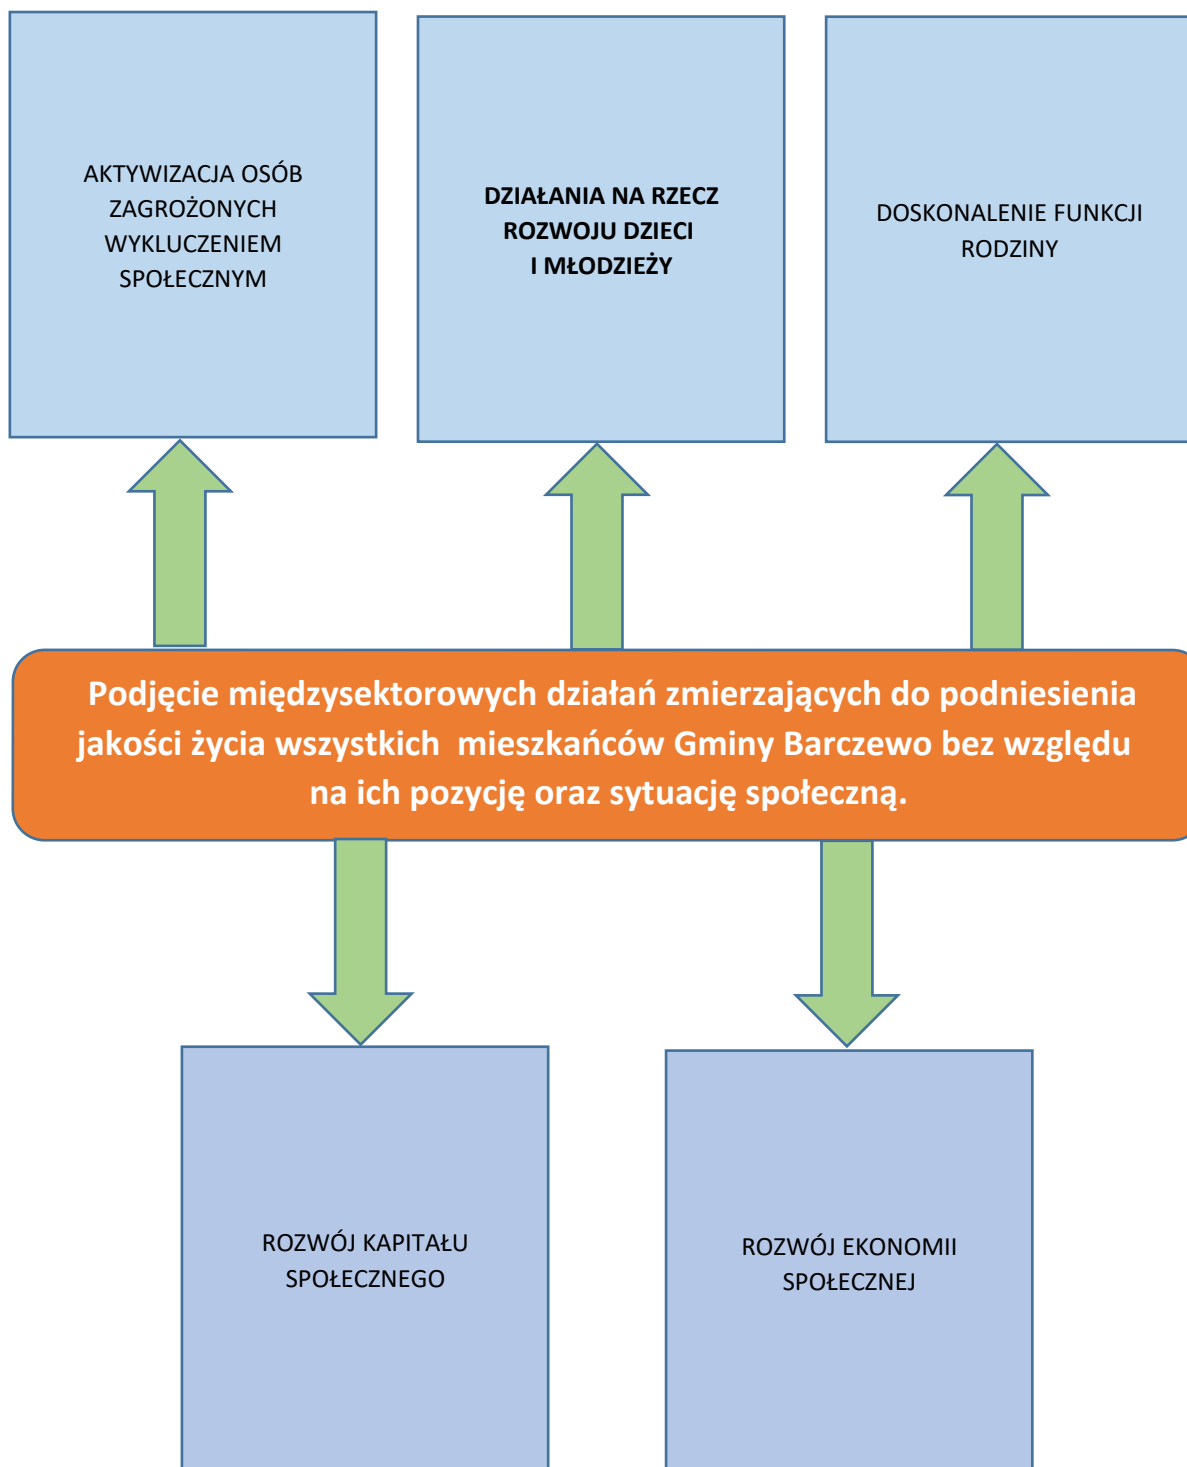 AKTYWIZACJA OSÓB
ZAGROŻONYCH
WYKLUCZENIEM
SPOŁECZNYM
DZIAŁANIA NA RZECZ
ROZWOJU DZIECI
I MŁODZIEŻY
DOSKONALENIE FUNKCJI
RODZINY
Podjęcie międzysektorowych działań zmierzających do podniesienia
jakości życia wszystkich mieszkańców Gminy Barczewo bez względu
na ich pozycję oraz sytuację społeczną.
ROZWÓJ KAPITAŁU
SPOŁECZNEGO
ROZWÓJ EKONOMII
SPOŁECZNEJ